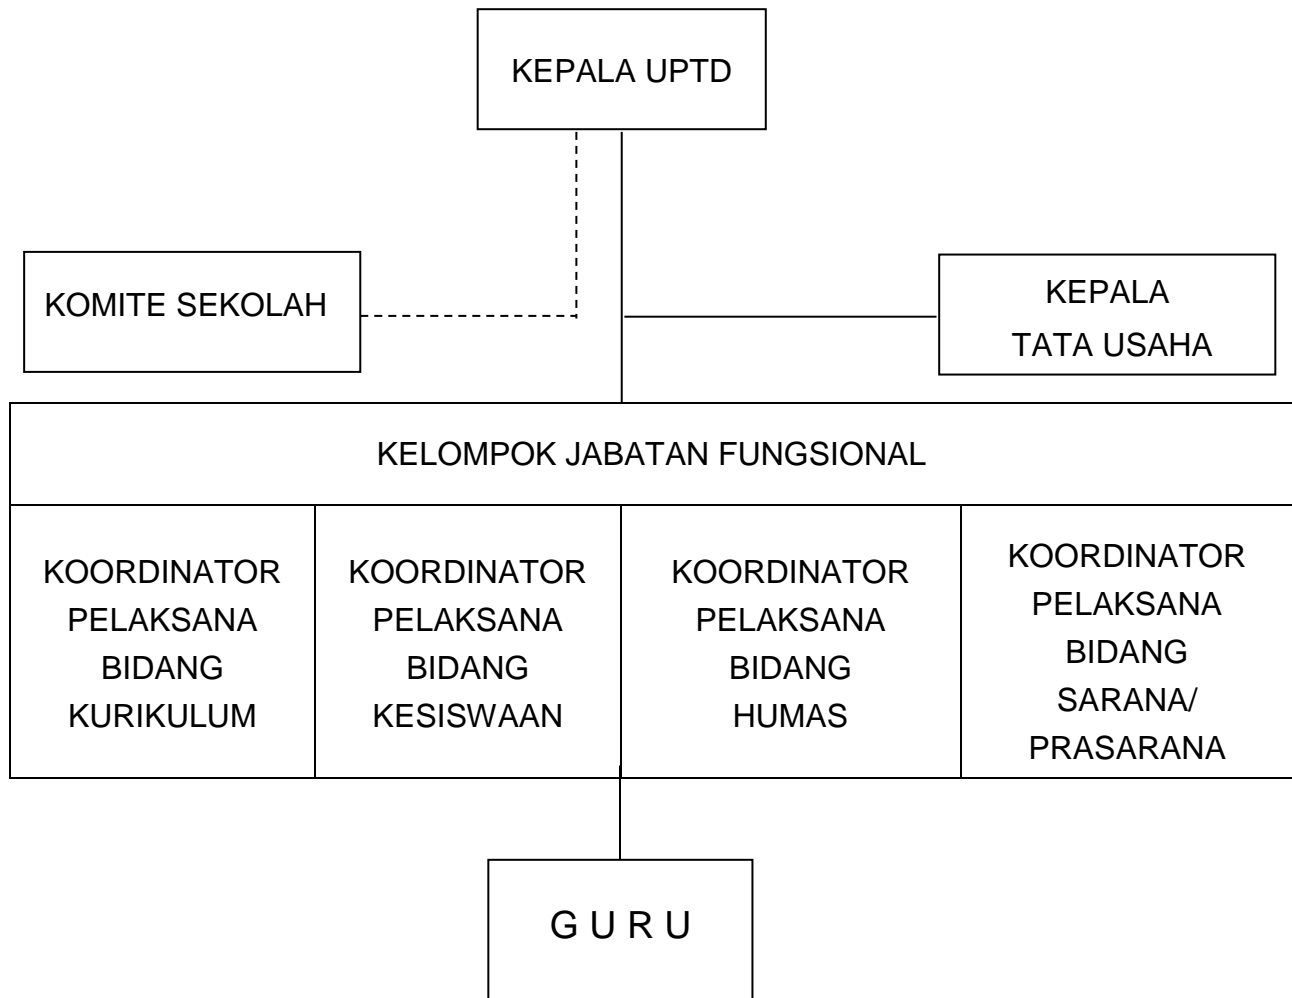 KEPALA UPTD
KOMITE SEKOLAH
KEPALA
TATA USAHA
KELOMPOK JABATAN FUNGSIONAL
KOORDINATOR
PELAKSANA
BIDANG
KURIKULUM
KOORDINATOR
PELAKSANA
BIDANG
KESISWAAN
KOORDINATOR
PELAKSANA
BIDANG
HUMAS
KOORDINATOR
PELAKSANA
BIDANG
SARANA/
PRASARANA
G U R U